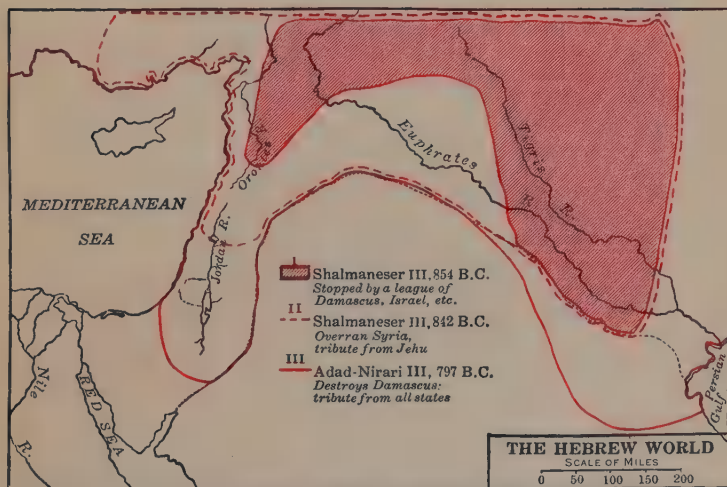 MEDITERRANEAN
SEA
Orontes
R.
Jordan R.
Euphrates
R.
Tigris
R.
Nile
R.
RED SEA
Persian
Gulf
I
Shalmaneser III, 854 B.C.
Stopped by a league of
Damascus, Israel, etc.
II
Shalmaneser III, 842 B.C.
Overran Syria,
tribute from Jehu
III
Adad-Nirari III, 797 B.C.
Destroys Damascus:
tribute from all states
THE HEBREW WORLD
SCALE OF MILES
0 50 100 150 200